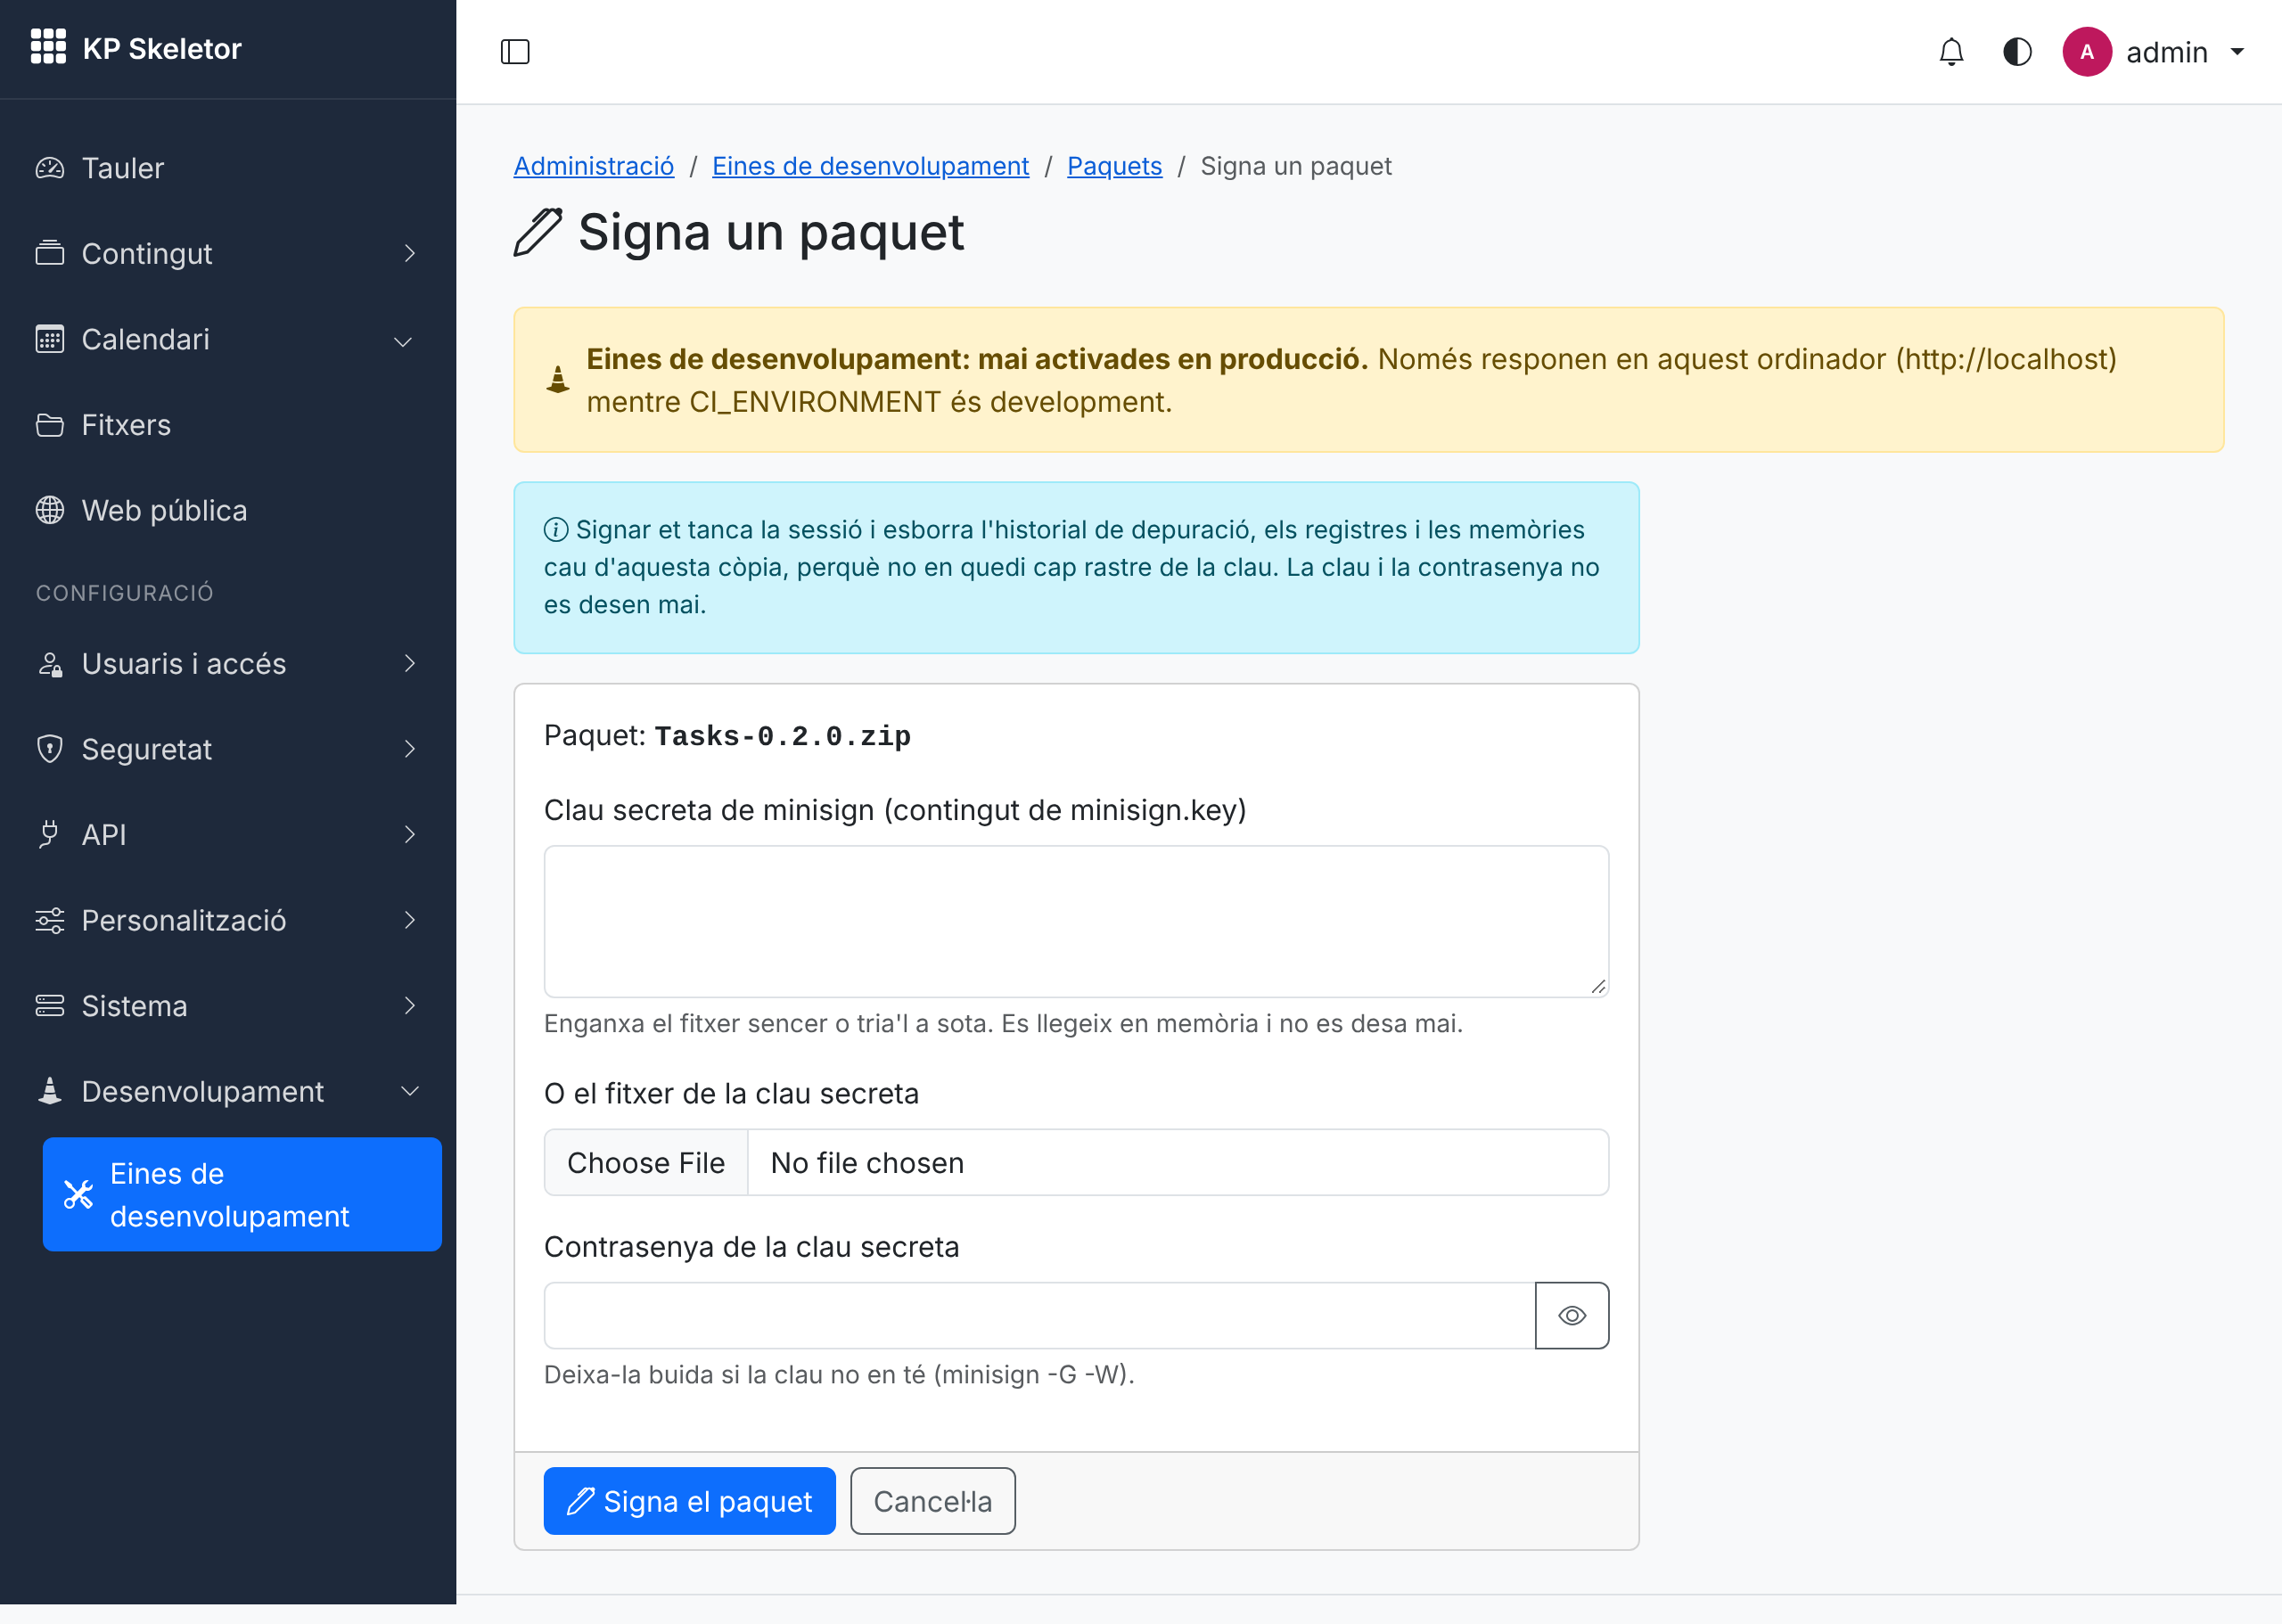 KP Skeletor
A
admin
Tauler
Contingut
Calendari
Fitxers
Web pública
CONFIGURACIÓ
Usuaris i accés
Seguretat
API
Personalització
Sistema
Desenvolupament
Eines de
desenvolupament
Administració / Eines de desenvolupament / Paquets / Signa un paquet
Signa un paquet
Eines de desenvolupament: mai activades en producció. Només responen en aquest ordinador (http://localhost)
mentre CI_ENVIRONMENT és development.
Signar et tanca la sessió i esborra l'historial de depuració, els registres i les memòries
cau d'aquesta còpia, perquè no en quedi cap rastre de la clau. La clau i la contrasenya no
es desen mai.
Paquet: Tasks-0.2.0.zip
Clau secreta de minisign (contingut de minisign.key)
Enganxa el fitxer sencer o tria'l a sota. Es llegeix en memòria i no es desa mai.
O el fitxer de la clau secreta
Choose File No file chosen
Contrasenya de la clau secreta
Deixa-la buida si la clau no en té (minisign -G -W).
Signa el paquet
Cancel·la